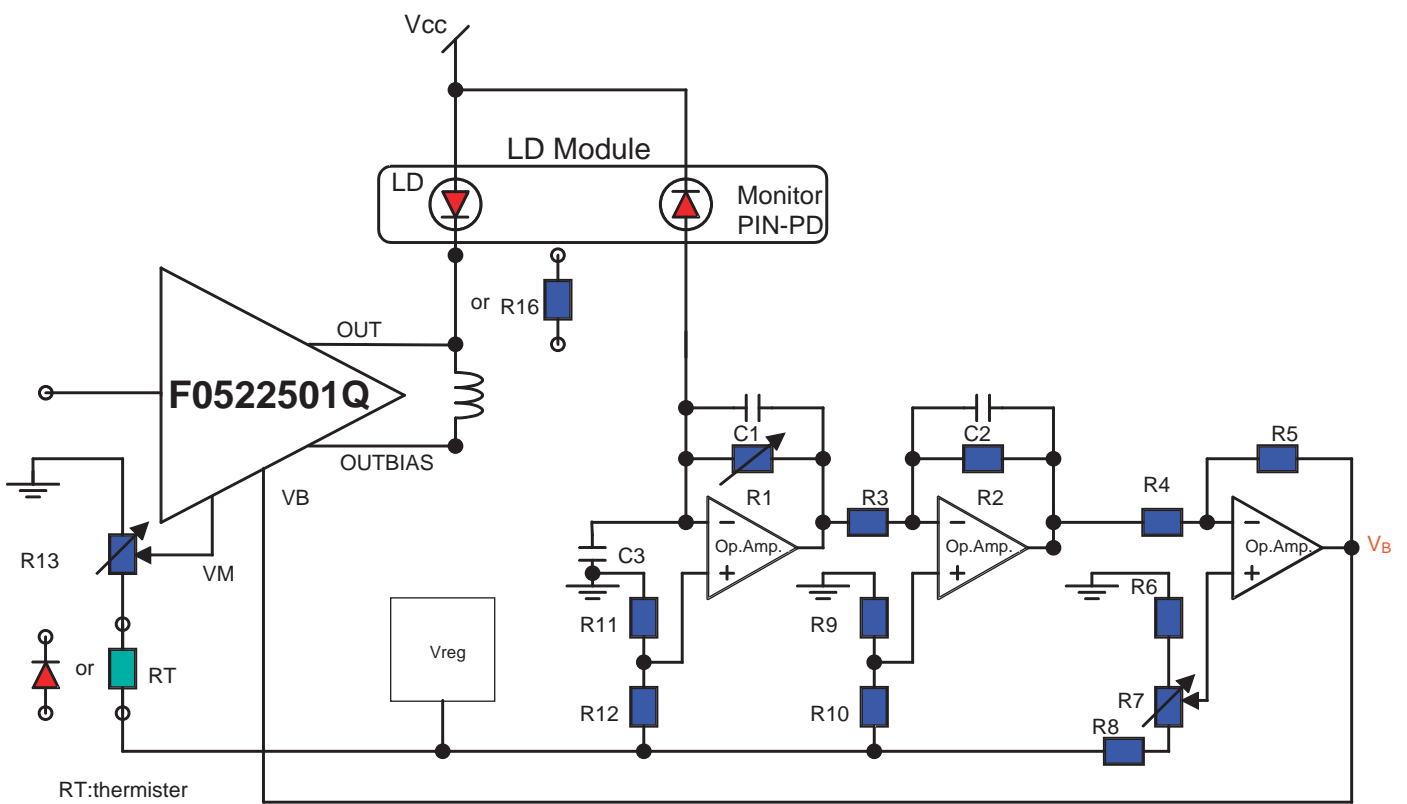 Vcc
LD Module
LD
Monitor
PIN-PD
or
R16
OUT
F0522501Q
OUTBIAS
VB
VM
R13
or
RT
RT:thermister
Vreg
C1
R1
C3
Op.Amp.
R11
R12
R3
C2
R2
Op.Amp.
R9
R10
R4
R5
Op.Amp.
VB
R6
R7
R8